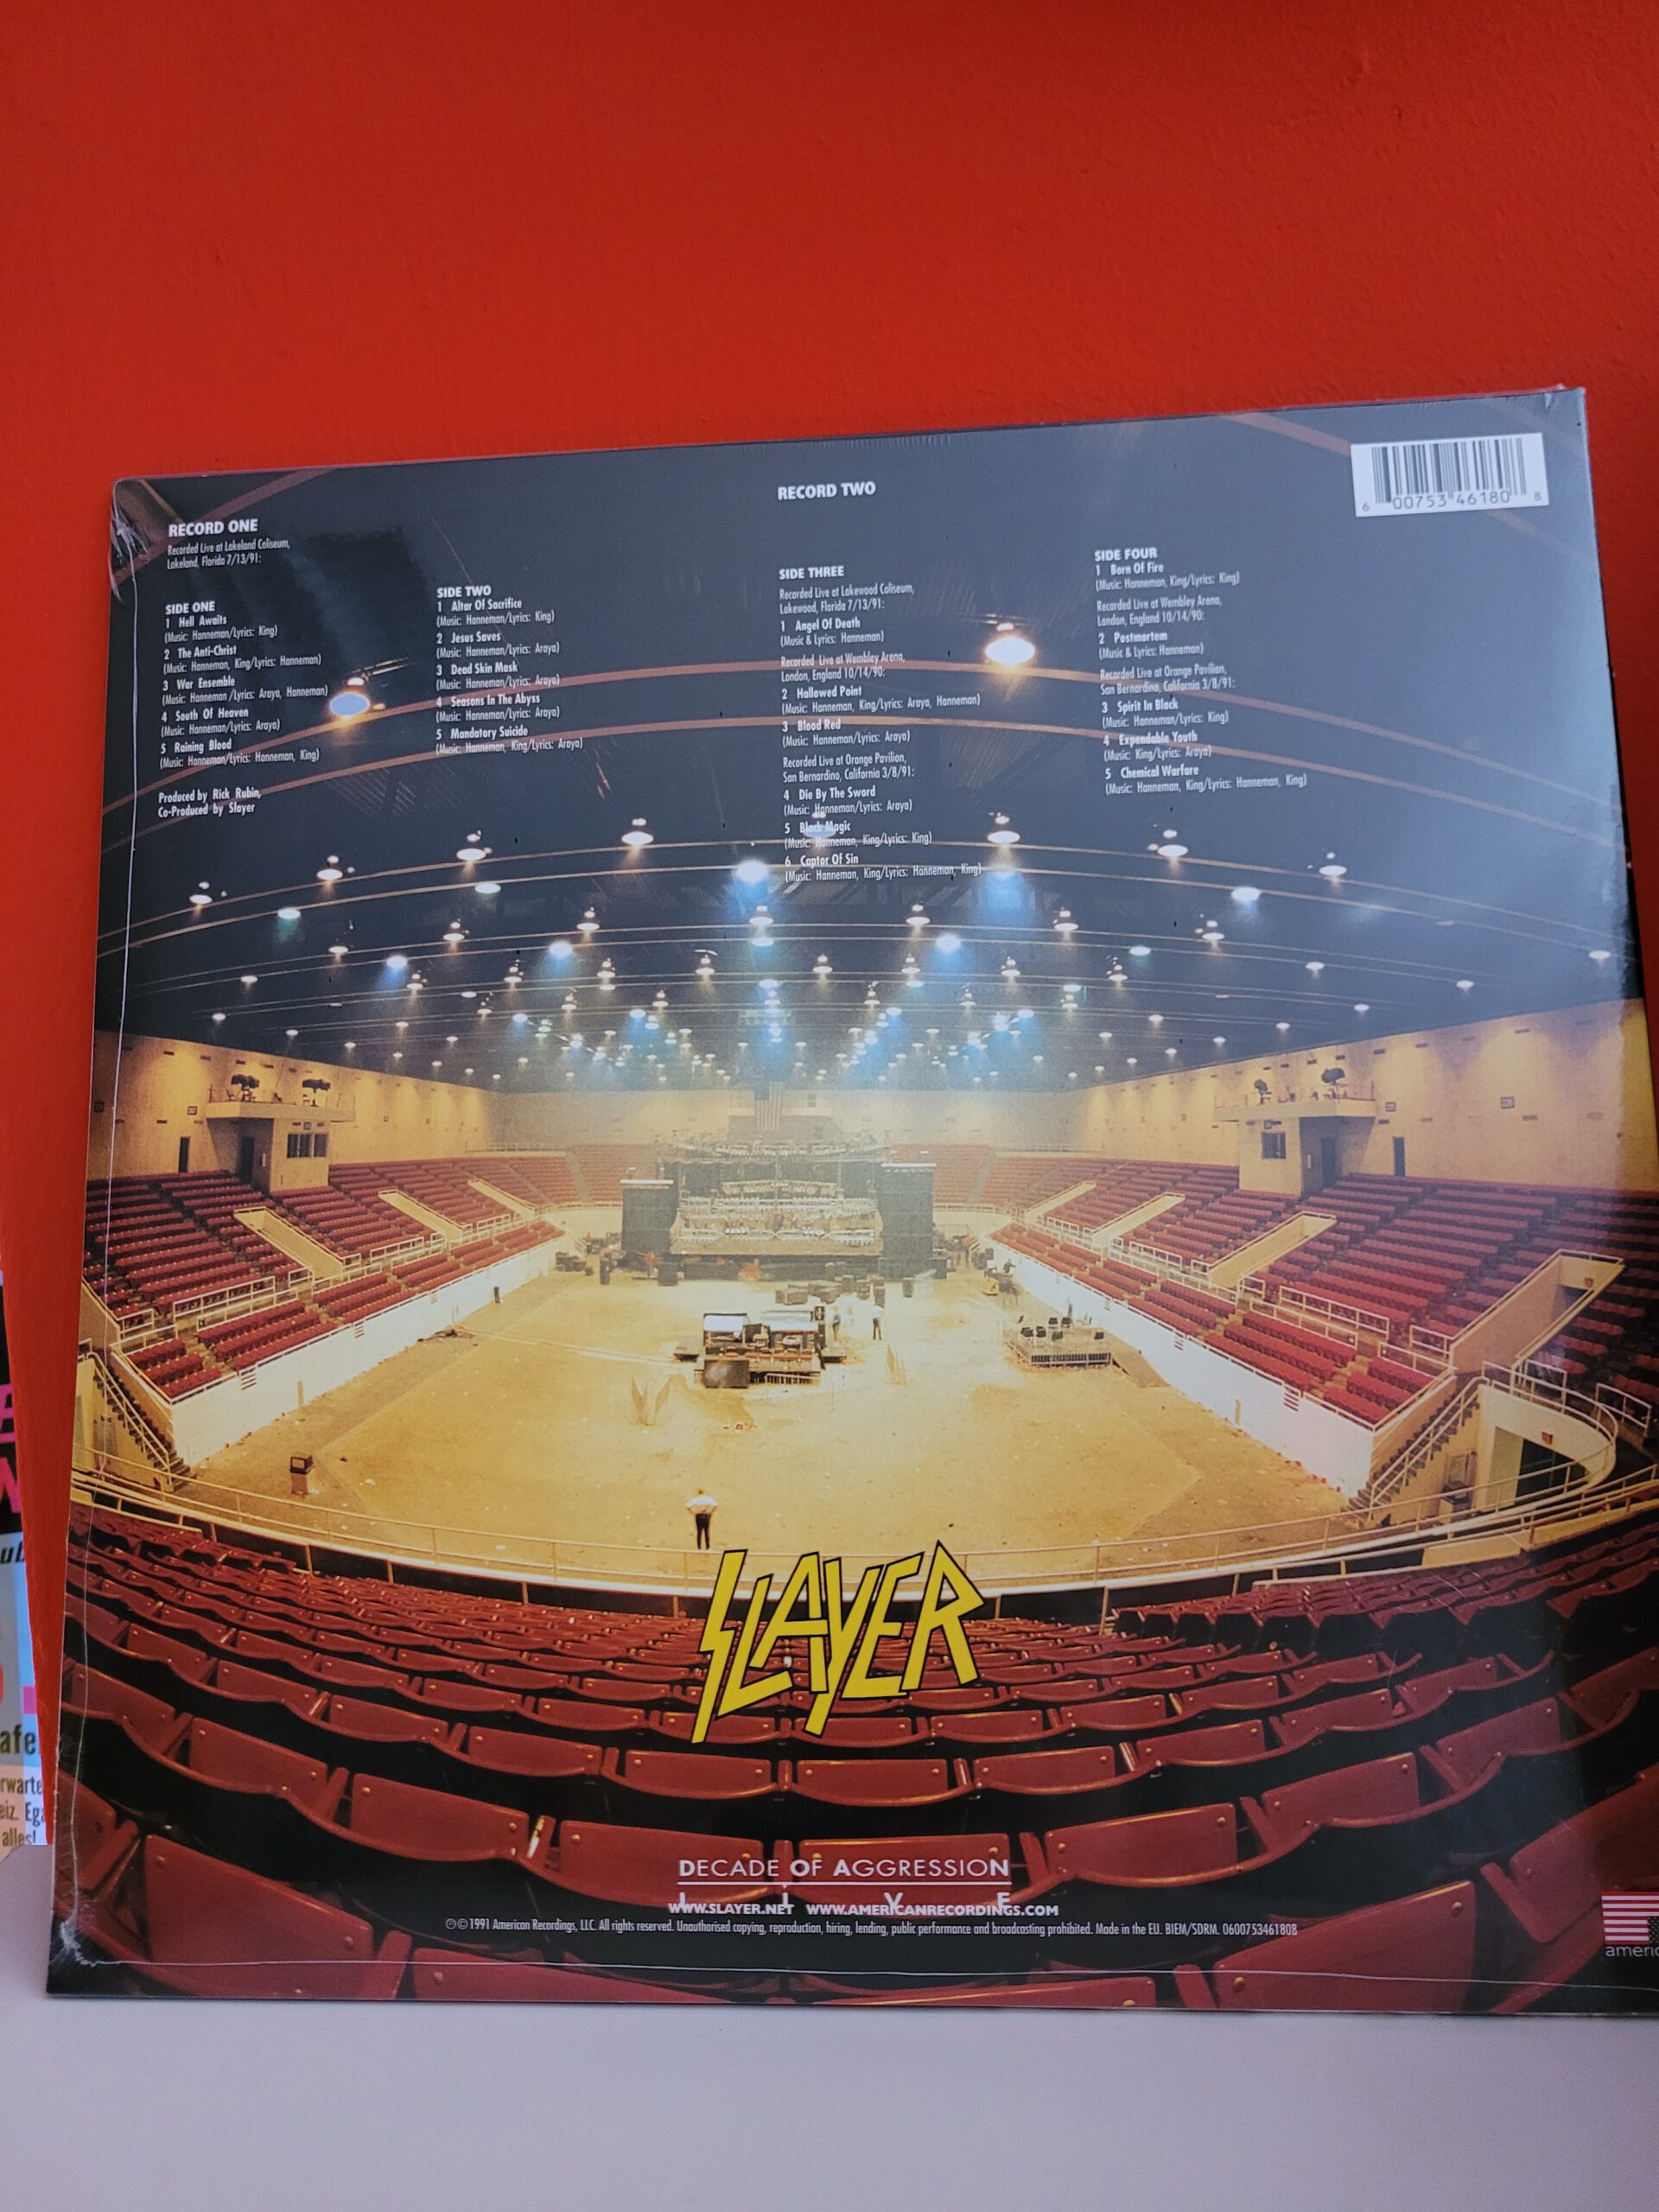 RECORD ONE
Recorded Live at Lakeland Coliseum,
Lakeland, Florida 7/13/91:
SIDE ONE
1 Hell Awaits
(Music: Hanneman/Lyrics: King)
2 The Anti-Christ
(Music: Hanneman, King/Lyrics: Hanneman)
3 War Ensemble
(Music: Hanneman /Lyrics: Araya, Hanneman)
4 South Of Heaven
(Music: Hanneman/Lyrics: Araya)
5 Raining Blood
(Music: Hanneman/Lyrics: Hanneman, King)
Produced by Rick Rubin,
Co-Produced by Slayer
SIDE TWO
1 Altar Of Sacrifice
(Music: Hanneman/Lyrics: King)
2 Jesus Saves
(Music: Hanneman/Lyrics: Araya)
3 Dead Skin Mask
(Music: Hanneman/Lyrics: Araya)
4 Seasons In The Abyss
(Music: Hanneman/Lyrics: Araya)
5 Mandatory Suicide
(Music: Hanneman, King/Lyrics: Araya)
RECORD TWO
SIDE THREE
Recorded Live at Lakewood Coliseum,
Lakewood, Florida 7/13/91:
1 Angel Of Death
(Music & Lyrics: Hanneman)
Recorded Live at Wembley Arena,
London, England 10/14/90:
2 Hallowed Point
(Music: Hanneman, King/Lyrics: Araya, Hanneman)
3 Blood Red
(Music: Hanneman/Lyrics: Araya)
Recorded Live at Orange Pavilion,
San Bernardino, California 3/8/91:
4 Die By The Sword
(Music: Hanneman/Lyrics: Araya)
5 Black Magic
(Music: Hanneman, King/Lyrics: King)
6 Captor Of Sin
(Music: Hanneman, King/Lyrics: Hanneman, King)
SIDE FOUR
1 Born Of Fire
(Music: Hanneman, King/Lyrics: King)
Recorded Live at Wembley Arena,
London, England 10/14/90:
2 Postmortem
(Music & Lyrics: Hanneman)
Recorded Live at Orange Pavilion,
San Bernardino, California 3/8/91:
3 Spirit In Black
(Music: Hanneman/Lyrics: King)
4 Expendable Youth
(Music: King/Lyrics: Araya)
5 Chemical Warfare
(Music: Hanneman, King/Lyrics: Hanneman, King)
6 00753 46180 8
SLAYER
DECADE OF AGGRESSION
LIVE
WWW.SLAYER.NET WWW.AMERICANRECORDINGS.COM
℗© 1991 American Recordings, LLC. All rights reserved. Unauthorised copying, reproduction, hiring, lending, public performance and broadcasting prohibited. Made in the EU. BIEM/SDRM. 0600753461808
alles!